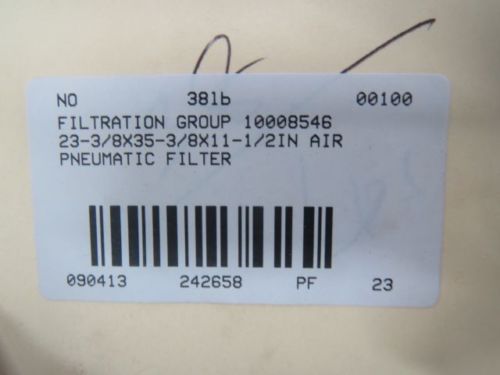 NO 38lb 00100
FILTRATION GROUP 10008546
23-3/8X35-3/8X11-1/2IN AIR
PNEUMATIC FILTER
090413 242658 PF 23